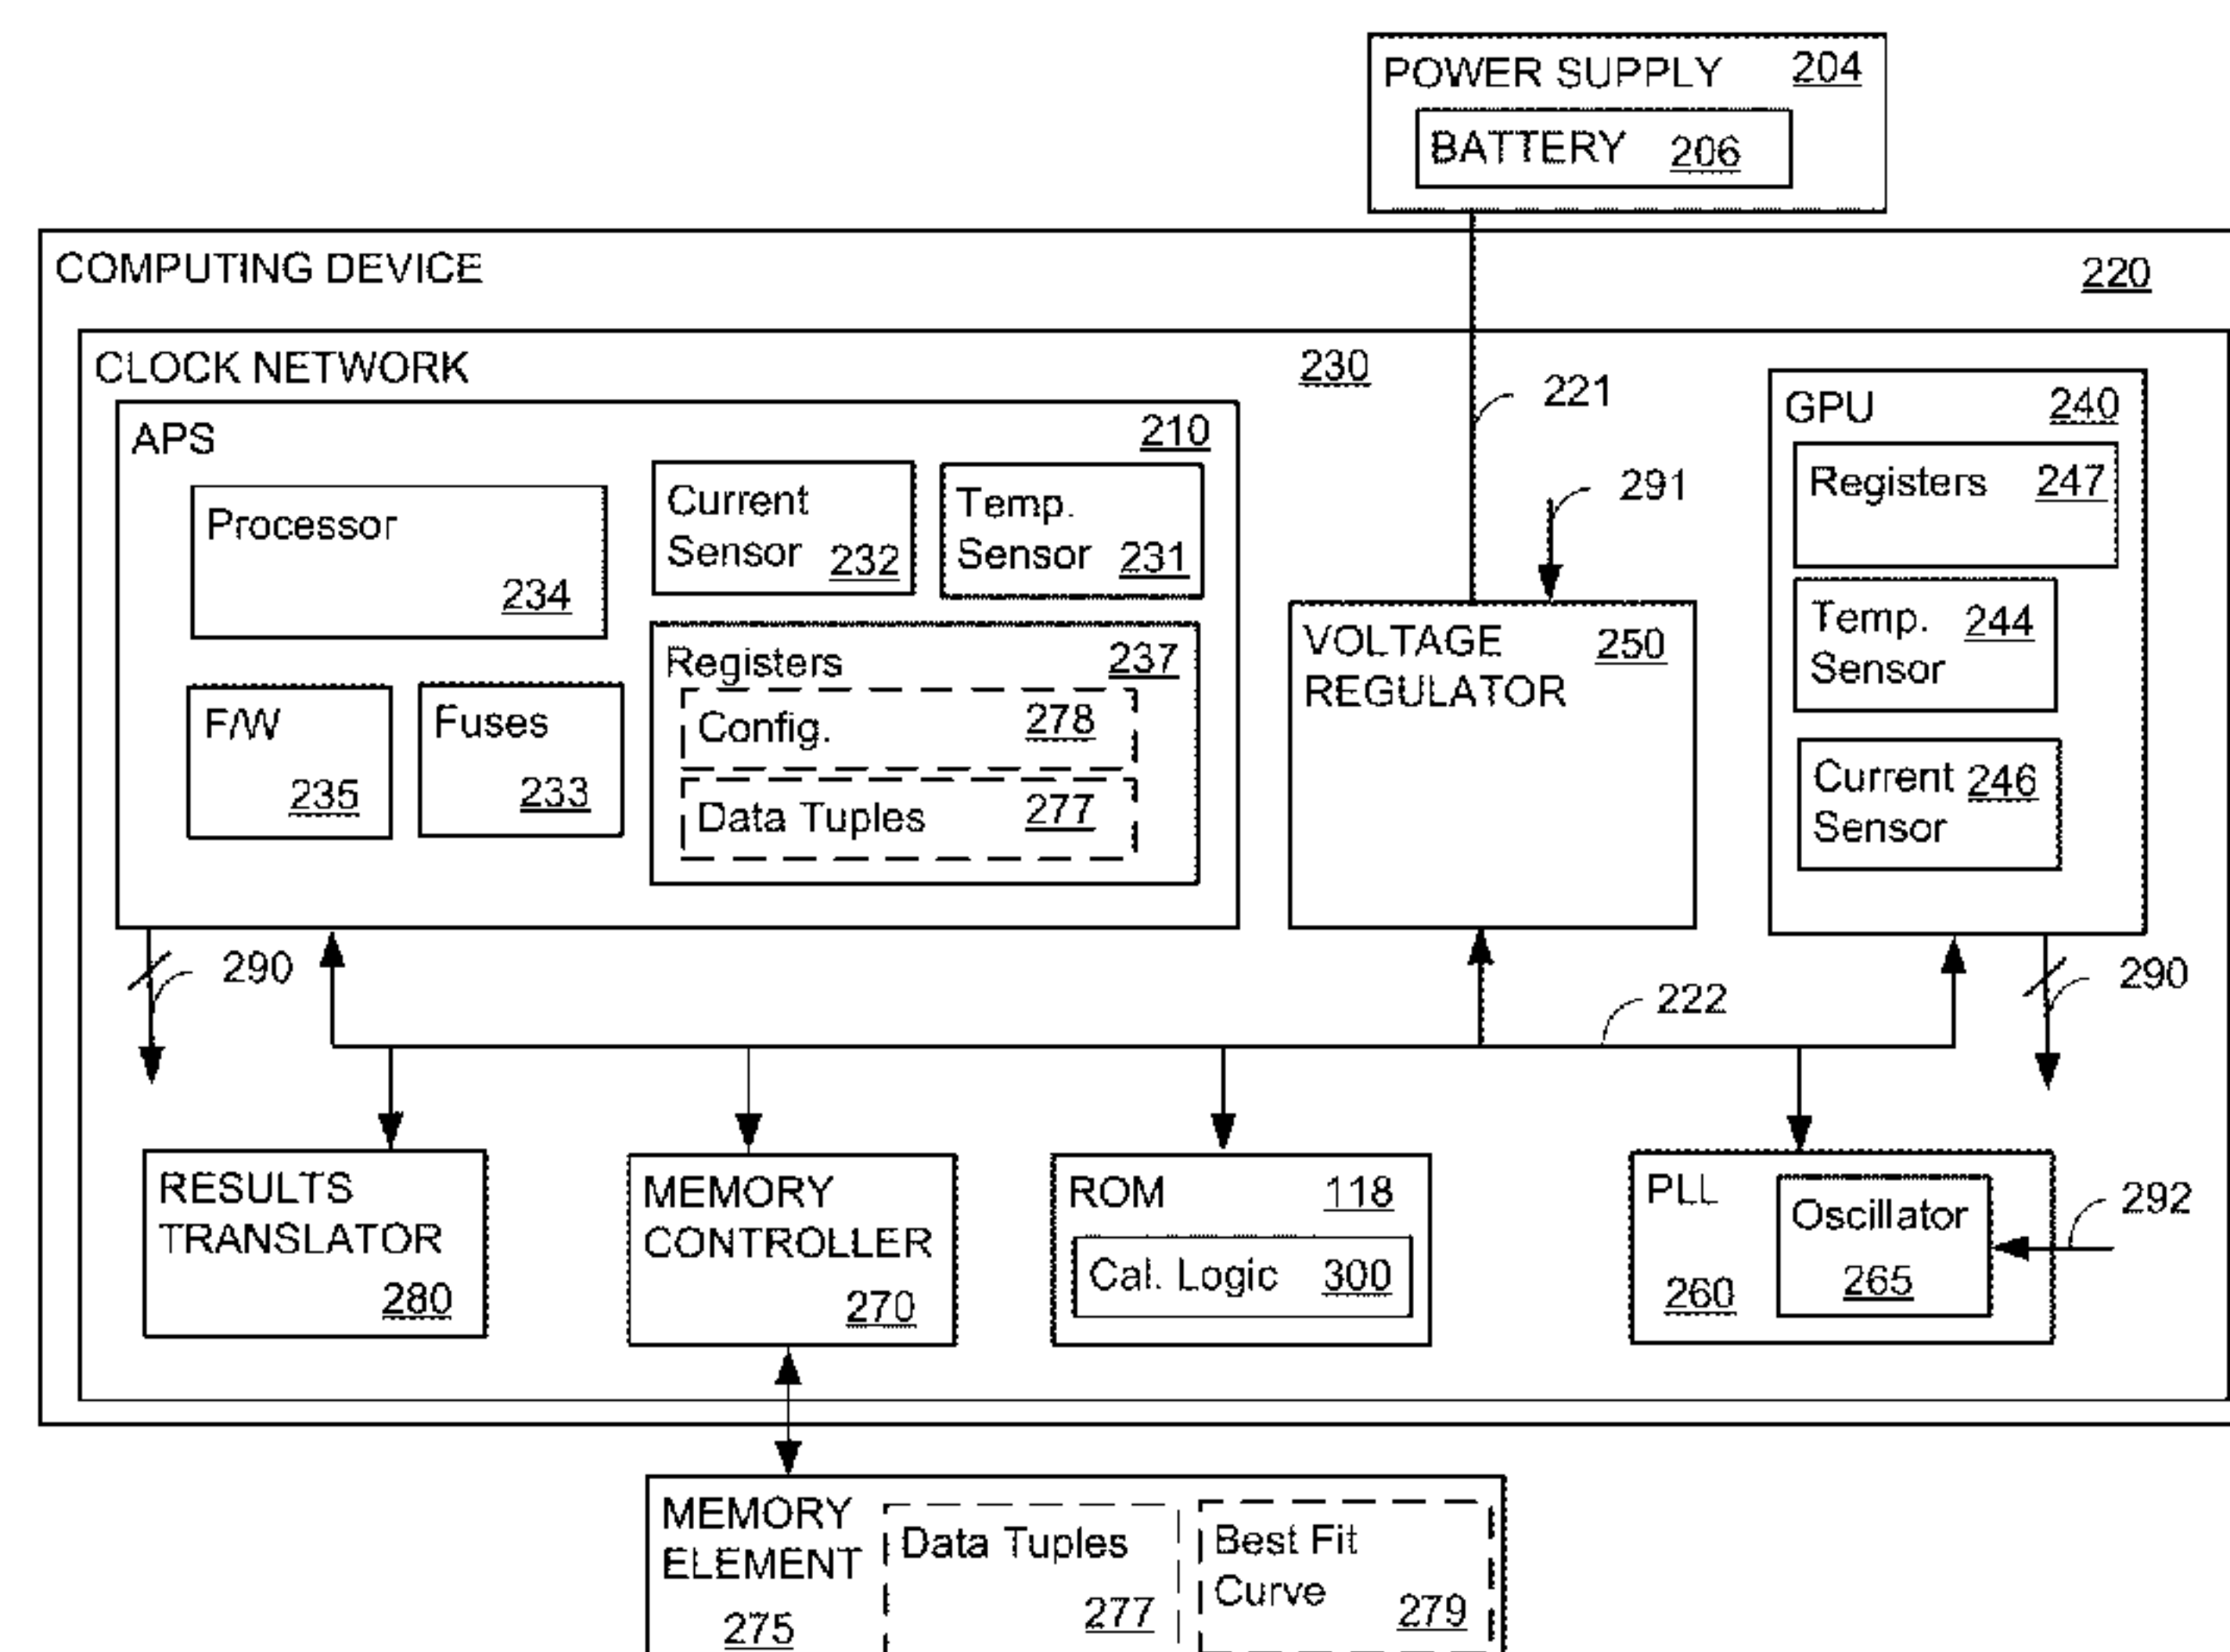 POWER SUPPLY 204
BATTERY 206
COMPUTING DEVICE 220
CLOCK NETWORK 230
221
291
APS 210
Processor
234
Current
Sensor 232
Temp.
Sensor 231
F/W
235
Fuses
233
Registers 237
Config. 278
Data Tuples 277
VOLTAGE 250
REGULATOR
GPU 240
Registers 247
Temp. 244
Sensor
Current 246
Sensor
290
222
290
RESULTS
TRANSLATOR
280
MEMORY
CONTROLLER
270
ROM 118
Cal. Logic 300
PLL
260
Oscillator
265
292
MEMORY
ELEMENT
275
Data Tuples
277
Best Fit
Curve
279